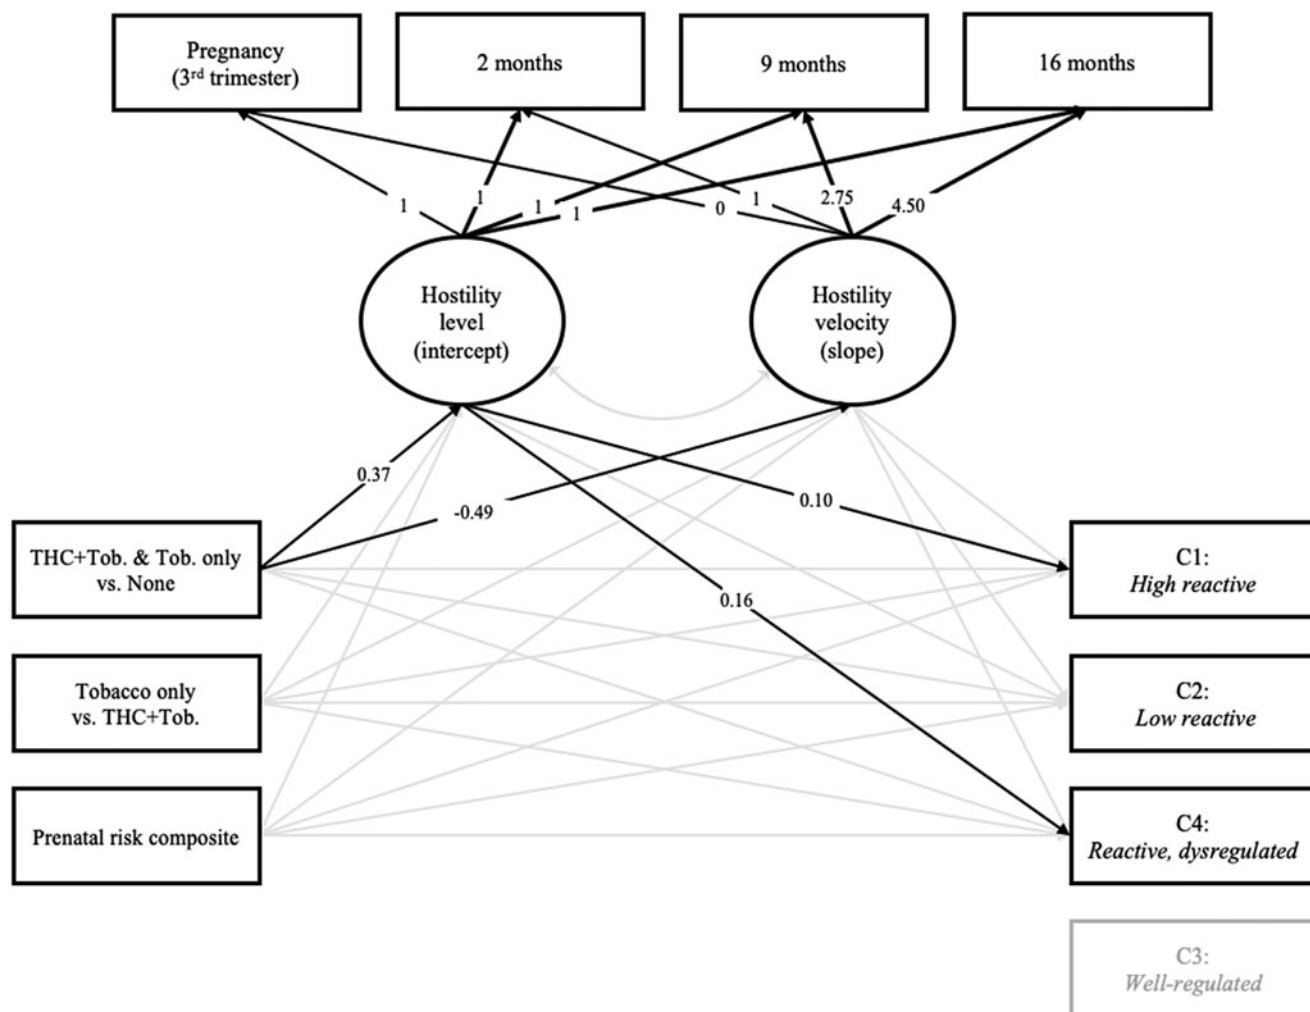 Pregnancy
(3rd trimester)
2 months
9 months
16 months
1
1
1
1
0
1
2.75
4.50
Hostility
level
(intercept)
Hostility
velocity
(slope)
0.37
-0.49
0.10
0.16
THC+Tob. & Tob. only
vs. None
Tobacco only
vs. THC+Tob.
Prenatal risk composite
C1:
High reactive
C2:
Low reactive
C4:
Reactive, dysregulated
C3:
Well-regulated